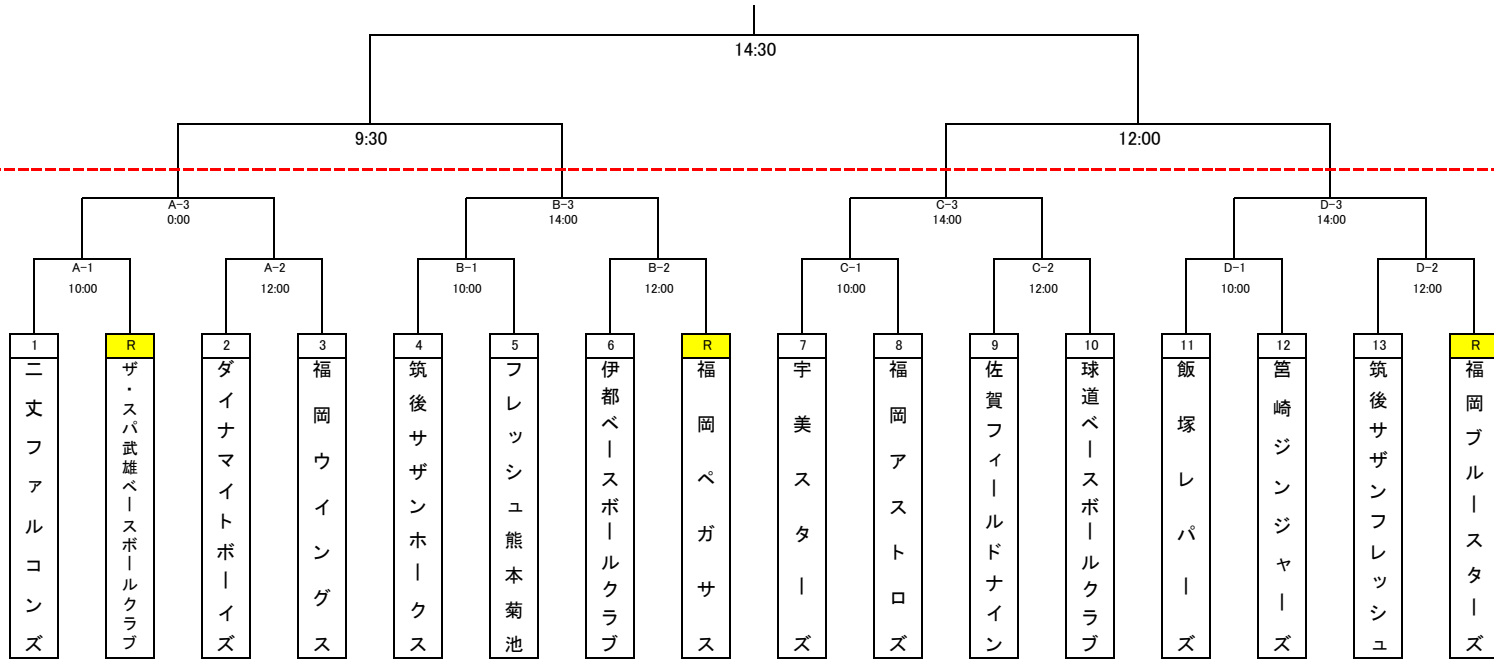 14:30
9:30
12:00
A-3
0:00
B-3
14:00
C-3
14:00
D-3
14:00
A-1
10:00
A-2
12:00
B-1
10:00
B-2
12:00
C-1
10:00
C-2
12:00
D-1
10:00
D-2
12:00
1
二丈ファルコンズ
R
ザ・スパ武雄ベースボールクラブ
2
ダイナマイトボーイズ
3
福岡ウイングス
4
筑後サザンホークス
5
フレッシュ熊本菊池
6
伊都ベースボールクラブ
R
福岡ペガサス
7
宇美スターズ
8
福岡アストロズ
9
佐賀フィールドナイン
10
球道ベースボールクラブ
11
飯塚レパーズ
12
筥崎ジンジャーズ
13
筑後サザンフレッシュ
R
福岡ブルースターズ